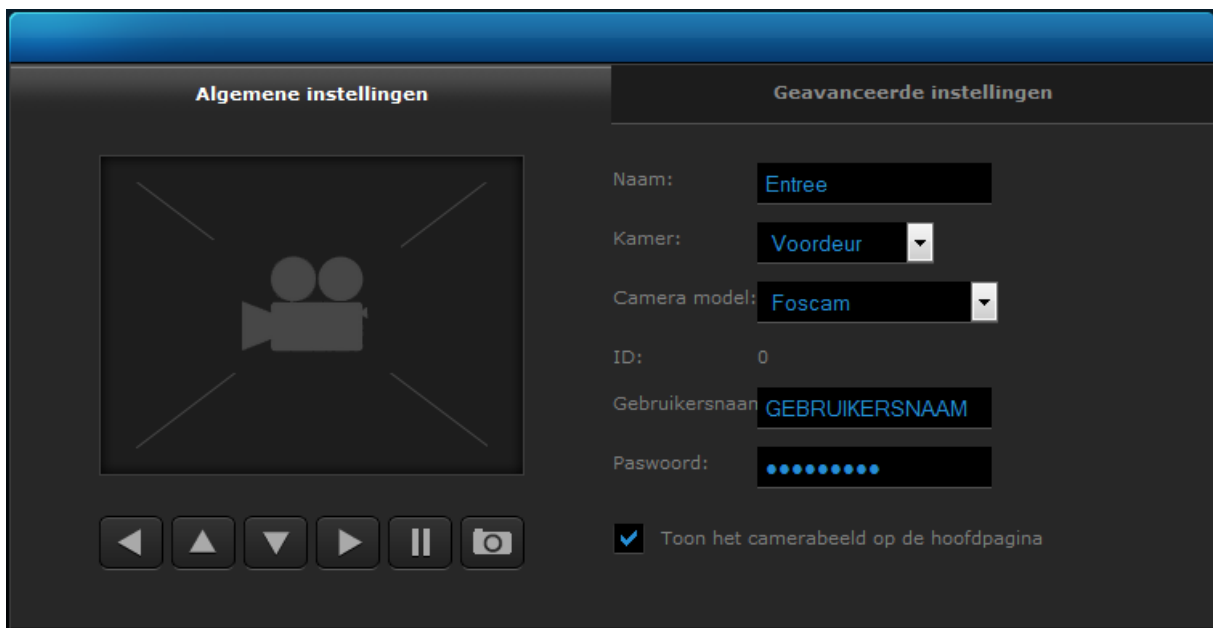 Algemene instellingen
Geavanceerde instellingen
Naam: Entree
Kamer: Voordeur
Camera model: Foscam
ID: 0
Gebruikersnaam GEBRUIKERSNAAM
Paswoord: •••••••••
Toon het camerabeeld op de hoofdpagina